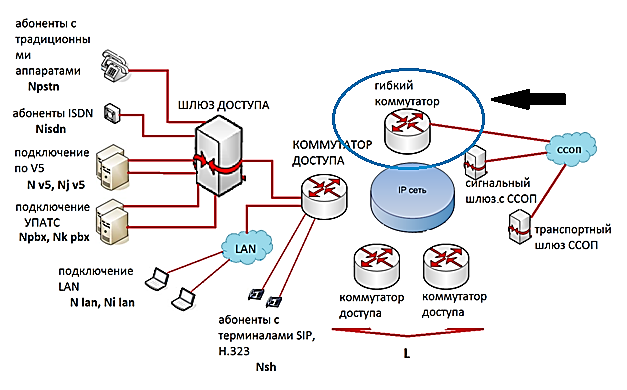 абоненты с
традиционны
ми
аппаратами
Npstn
абоненты ISDN
Nisdn
подключение
по V5
N v5, Nj v5
подключение
УПАТС
Npbx, Nk pbx
подключение
LAN
N lan, Ni lan
ШЛЮЗ ДОСТУПА
LAN
абоненты с
терминалами SIP,
H.323
Nsh
КОММУТАТОР
ДОСТУПА
гибкий
коммутатор
IP сеть
ССОП
сигнальный
шлюз.с ССОП
транспортный
шлюз ССОП
коммутатор
доступа
коммутатор
доступа
L